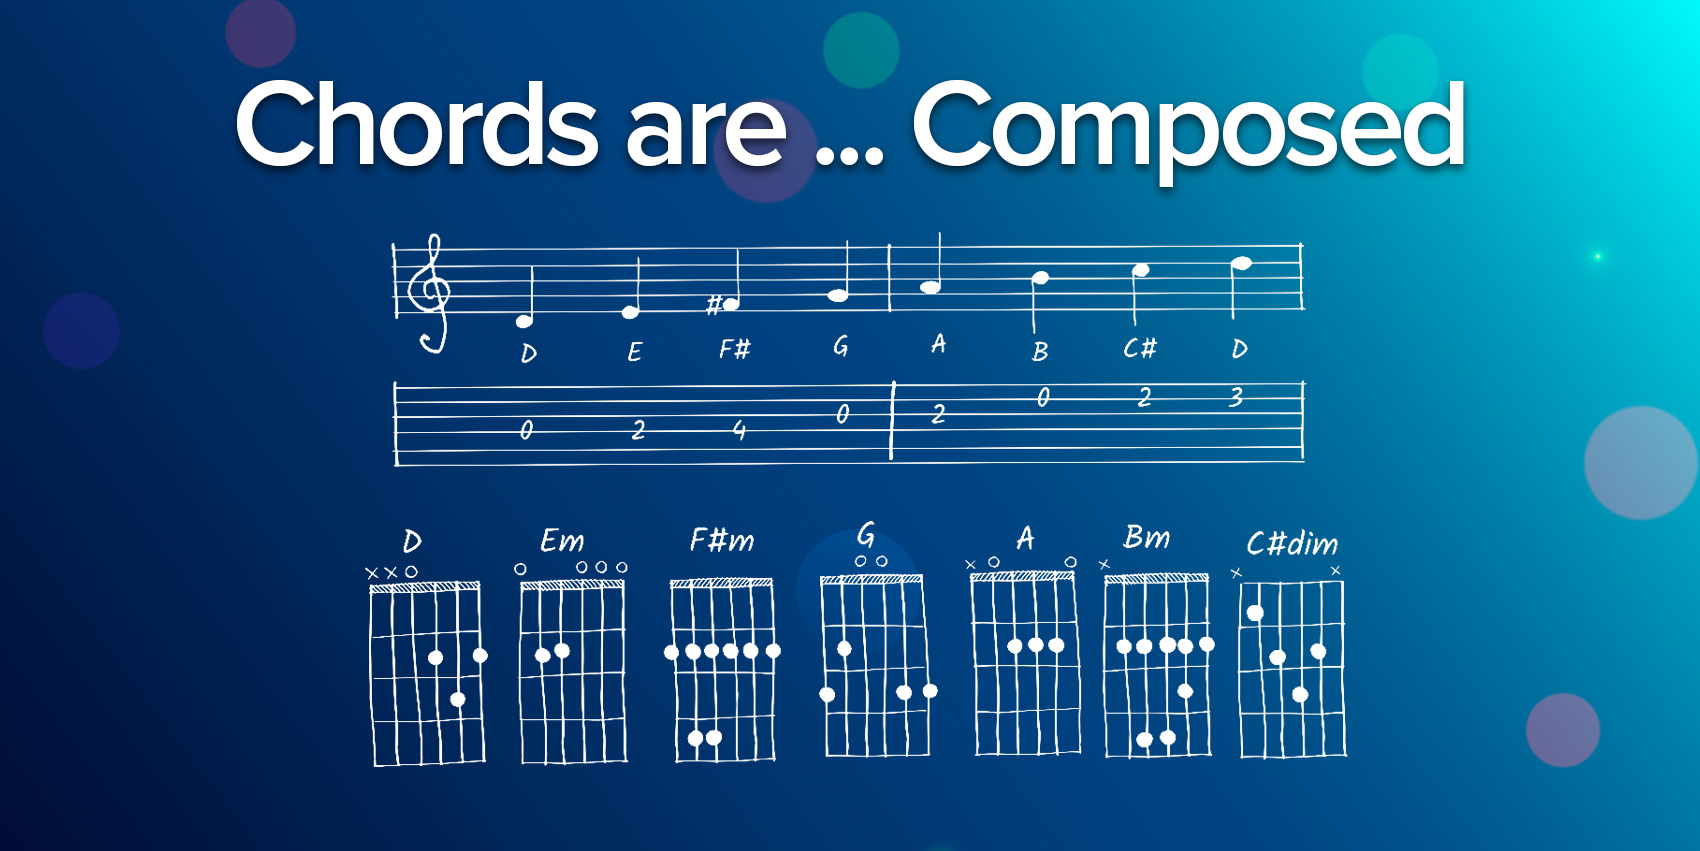 Chords are ... Composed
#
D E F# G A B C# D
0 2 4 0 2 0 2 3
D Em F#m G A Bm C#dim
x x o o o o o o o x o o x x x